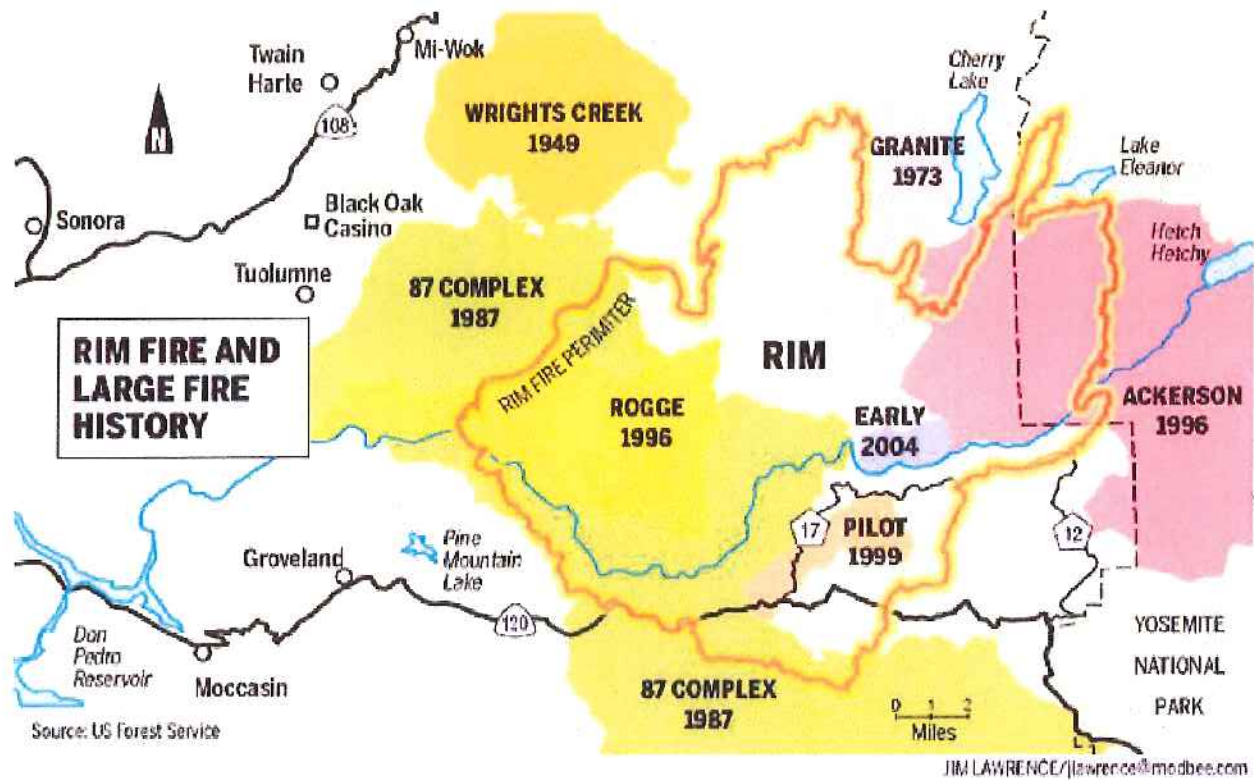 Twain
Harte
Mi-Wok
108
N
Sonora
Black Oak
Casino
Tuolumne
WRIGHTS CREEK
1949
GRANITE
1973
Cherry
Lake
Lake
Eleanor
Hetch
Hetchy
87 COMPLEX
1987
RIM FIRE AND
LARGE FIRE
HISTORY
RIM FIRE PERIMITER
RIM
ROGGE
1996
EARLY
2004
ACKERSON
1996
17
PILOT
1999
12
Groveland
Pine
Mountain
Lake
120
Don
Pedro
Reservoir
Moccasin
87 COMPLEX
1987
0 1 2
Miles
YOSEMITE
NATIONAL
PARK
Source: US Forest Service
JIM LAWRENCE/jlawrence@modbee.com